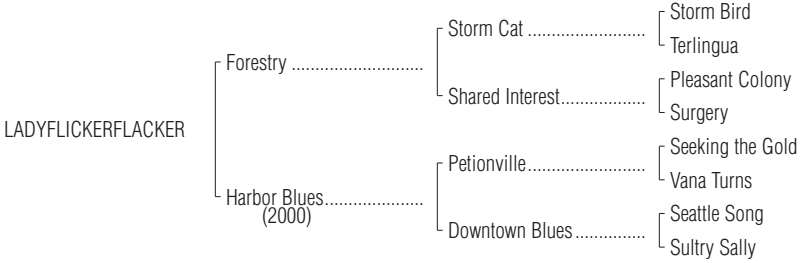 Storm Bird
Storm Cat ..........................
Terlingua
Forestry .............................
Pleasant Colony
Shared Interest...................
Surgery
LADYFLICKERFLACKER
Seeking the Gold
Petionville..........................
Vana Turns
Harbor Blues......................
(2000)
Seattle Song
Downtown Blues ................
Sultry Sally